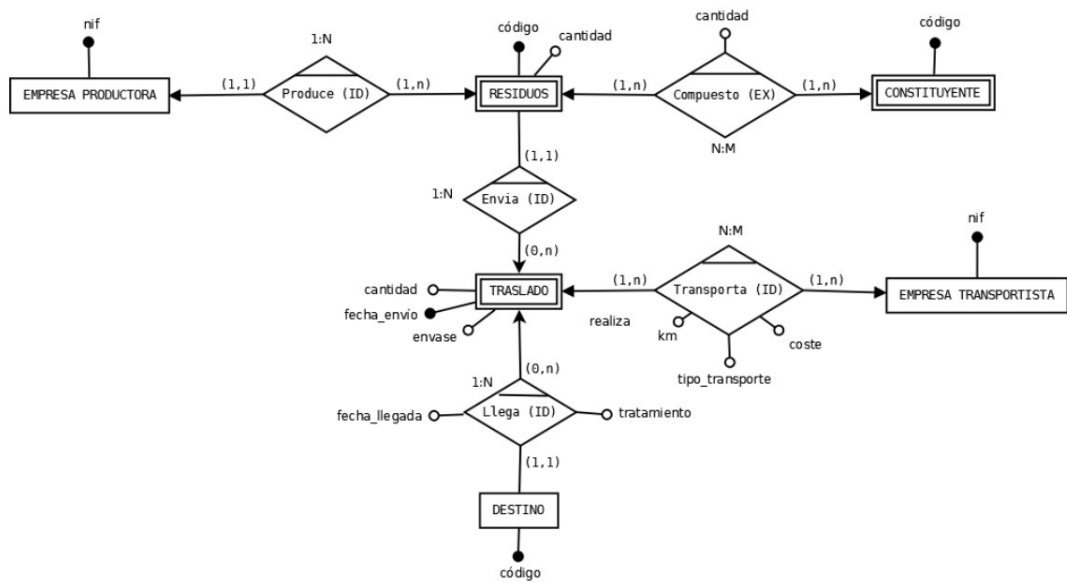 nif
1:N
código
cantidad
cantidad
código
EMPRESA PRODUCTORA
(1,1)
Produce (ID)
(1,n)
RESIDUOS
(1,n)
Compuesto (EX)
(1,n)
CONSTITUYENTE
N:M
(1,1)
1:N
Envia (ID)
(0,n)
N:M
nif
cantidad
TRASLADO
(1,n)
Transporta (ID)
(1,n)
EMPRESA TRANSPORTISTA
fecha_envío
envase
realiza
km
coste
tipo_transporte
(0,n)
1:N
fecha_llegada
Llega (ID)
tratamiento
(1,1)
DESTINO
código